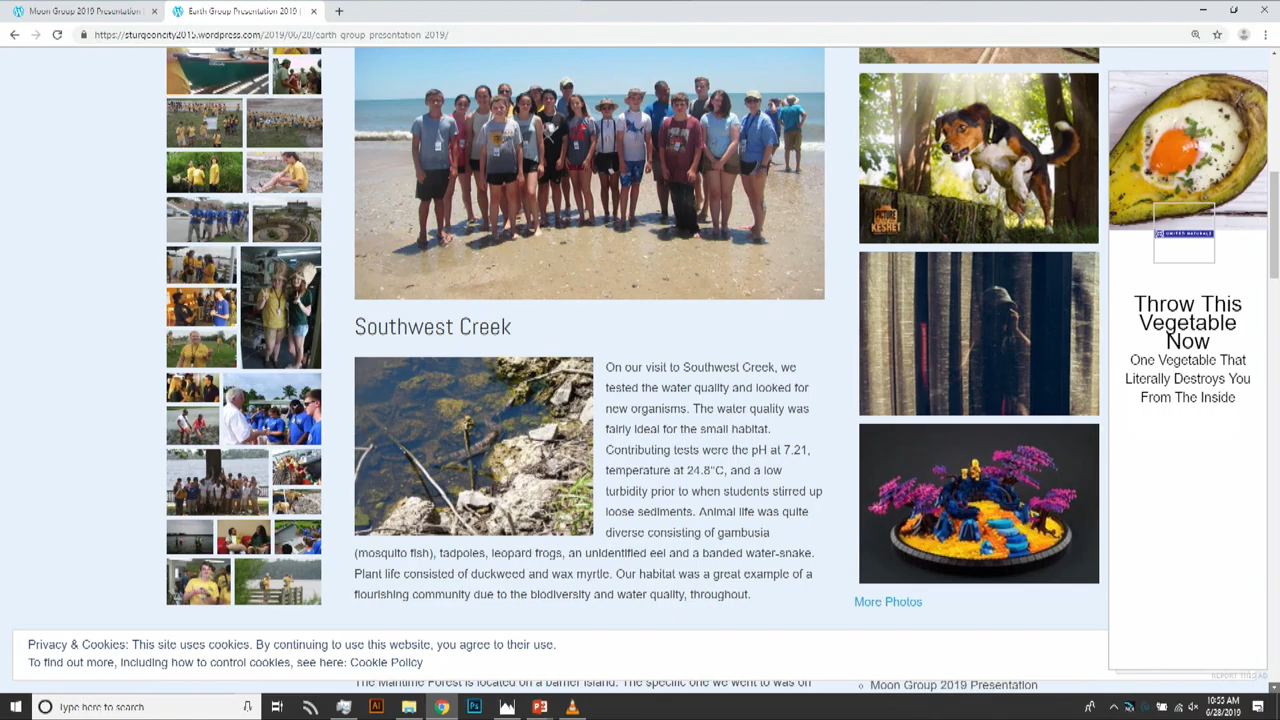 Moon Group 2019 Presentation
Earth Group Presentation 2019 |
https://sturgeoncity2015.wordpress.com/2019/06/28/earth-group-presentation-2019/
PICTURE
KESHET
UNITED NATURALS
Throw This
Vegetable
Now
One Vegetable That
Literally Destroys You
From The Inside
Southwest Creek
On our visit to Southwest Creek, we
tested the water quality and looked for
new organisms. The water quality was
fairly ideal for the small habitat.
Contributing tests were the pH at 7.21,
temperature at 24.8°C, and a low
turbidity prior to when students stirred up
loose sediments. Animal life was quite
diverse consisting of gambusia
(mosquito fish), tadpoles, leopard frogs, an unidentified eel and a banded water-snake.
Plant life consisted of duckweed and wax myrtle. Our habitat was a great example of a
flourishing community due to the biodiversity and water quality, throughout.
More Photos
Privacy & Cookies: This site uses cookies. By continuing to use this website, you agree to their use.
To find out more, including how to control cookies, see here: Cookie Policy
REPORT THIS AD
The Maritime Forest is located on a barrier island. The specific one we went to was on
Moon Group 2019 Presentation
Type here to search
10:35 AM
6/28/2019